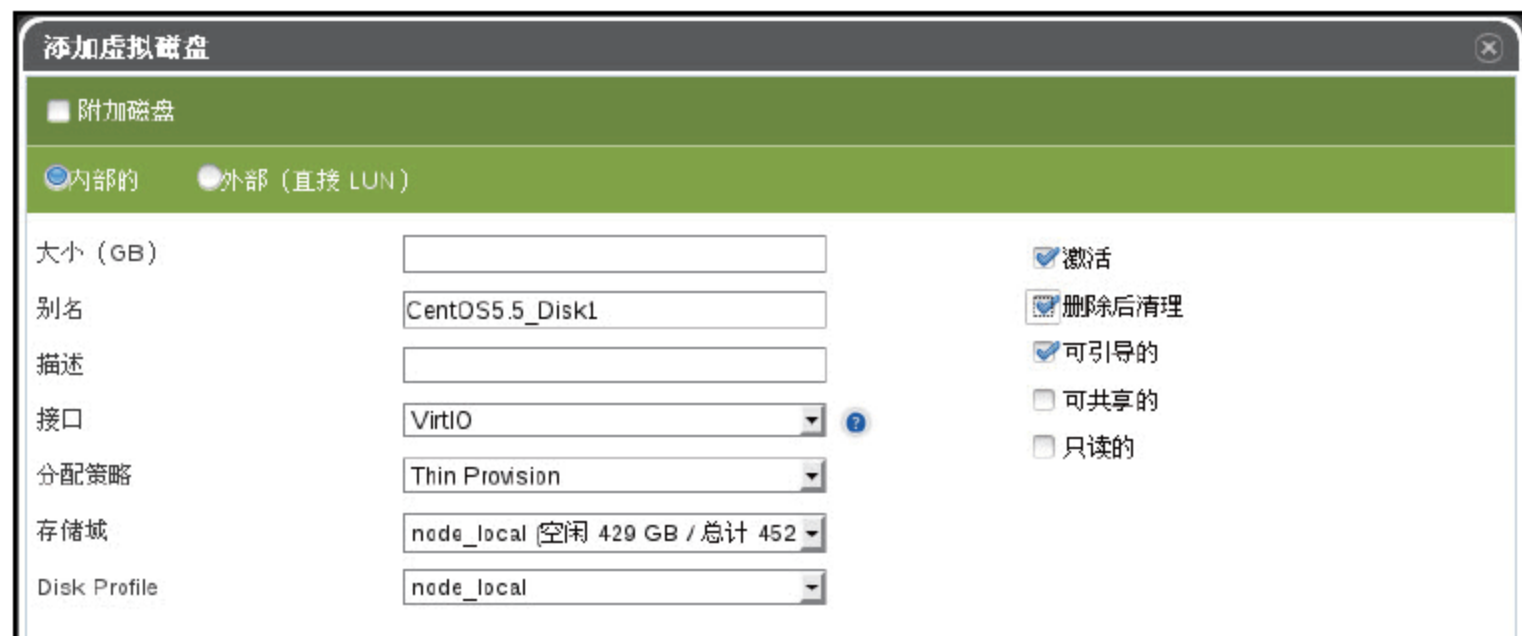 添加虚拟磁盘
附加磁盘
内部的 外部（直接 LUN）
大小（GB） 激活
别名 CentOS5.5_Disk1 删除后清理
描述 可引导的
接口 VirtIO ? 可共享的
分配策略 Thin Provision 只读的
存储域 node_local (空闲 429 GB / 总计 452
Disk Profile node_local